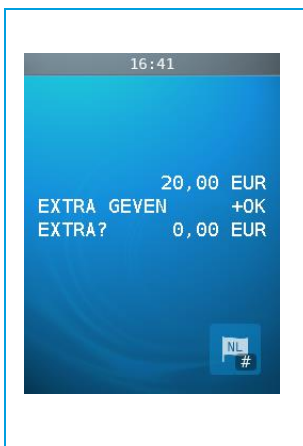 16:41
20,00 EUR
EXTRA GEVEN +OK
EXTRA? 0,00 EUR
NL
#